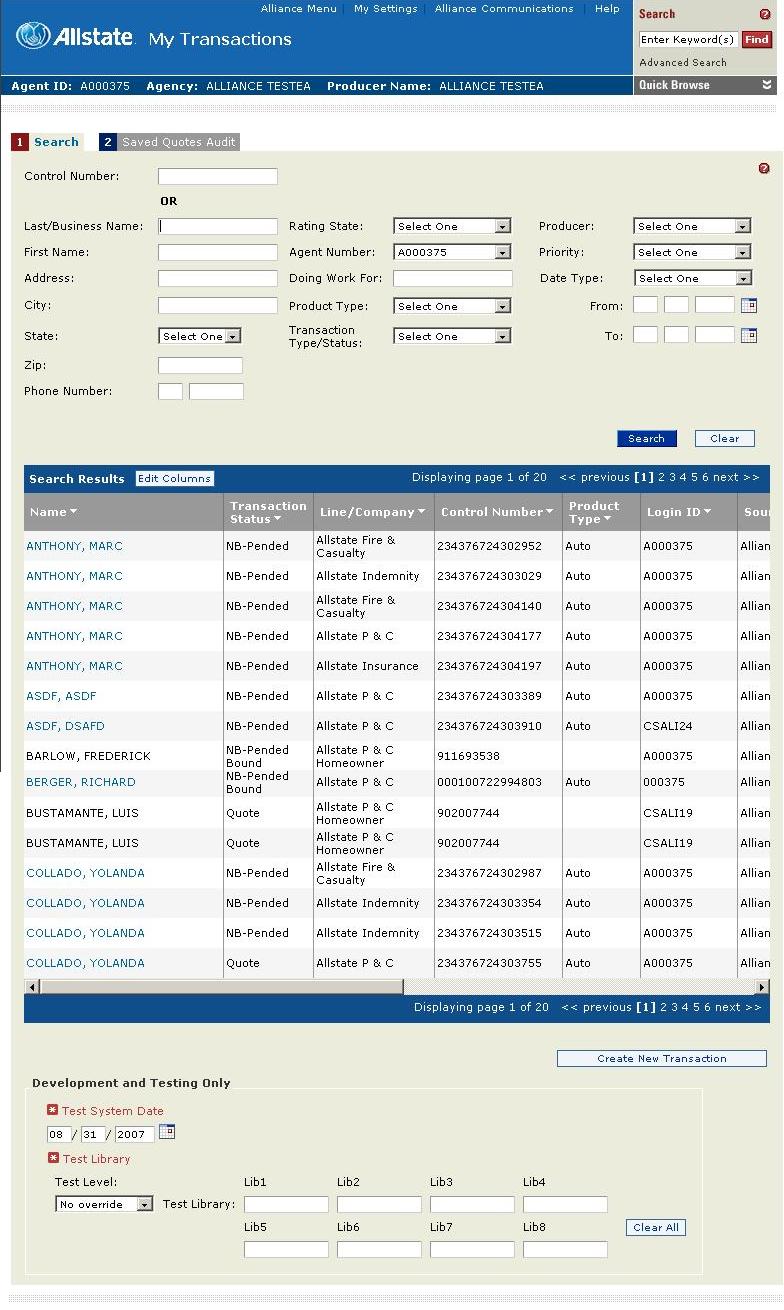 Alliance Menu | My Settings | Alliance Communications | Help
Allstate. My Transactions
Search
Enter Keyword(s) Find
Advanced Search
Quick Browse
Agent ID: A000375 Agency: ALLIANCE TESTEA Producer Name: ALLIANCE TESTEA
1 Search 2 Saved Quotes Audit
Control Number:
OR
Last/Business Name: Rating State: Select One Producer: Select One
First Name: Agent Number: A000375 Priority: Select One
Address: Doing Work For: Date Type: Select One
City: Product Type: Select One From:
State: Select One Transaction Type/Status: Select One To:
Zip:
Phone Number:
Search Clear
Search Results Edit Columns Displaying page 1 of 20 << previous [1] 2 3 4 5 6 next >>
Name Transaction Status Line/Company Control Number Product Type Login ID Sour
ANTHONY, MARC NB-Pended Allstate Fire & Casualty 234376724302952 Auto A000375 Allian
ANTHONY, MARC NB-Pended Allstate Indemnity 234376724303029 Auto A000375 Allian
ANTHONY, MARC NB-Pended Allstate Fire & Casualty 234376724304140 Auto A000375 Allian
ANTHONY, MARC NB-Pended Allstate P & C 234376724304177 Auto A000375 Allian
ANTHONY, MARC NB-Pended Allstate Insurance 234376724304197 Auto A000375 Allian
ASDF, ASDF NB-Pended Allstate P & C 234376724303389 Auto A000375 Allian
ASDF, DSAFD NB-Pended Allstate P & C 234376724303910 Auto CSALI24 Allian
BARLOW, FREDERICK NB-Pended Bound Allstate P & C Homeowner 911693538 A000375 Allian
BERGER, RICHARD NB-Pended Bound Allstate P & C 000100722994803 Auto 000375 Allian
BUSTAMANTE, LUIS Quote Allstate P & C Homeowner 902007744 CSALI19 Allian
BUSTAMANTE, LUIS Quote Allstate P & C Homeowner 902007744 CSALI19 Allian
COLLADO, YOLANDA NB-Pended Allstate Fire & Casualty 234376724302987 Auto A000375 Allian
COLLADO, YOLANDA NB-Pended Allstate Indemnity 234376724303354 Auto A000375 Allian
COLLADO, YOLANDA NB-Pended Allstate Indemnity 234376724303515 Auto A000375 Allian
COLLADO, YOLANDA Quote Allstate P & C 234376724303755 Auto A000375 Allian
Displaying page 1 of 20 << previous [1] 2 3 4 5 6 next >>
Create New Transaction
Development and Testing Only
Test System Date
08 / 31 / 2007
Test Library
Test Level: Lib1 Lib2 Lib3 Lib4
No override Test Library:
Lib5 Lib6 Lib7 Lib8 Clear All